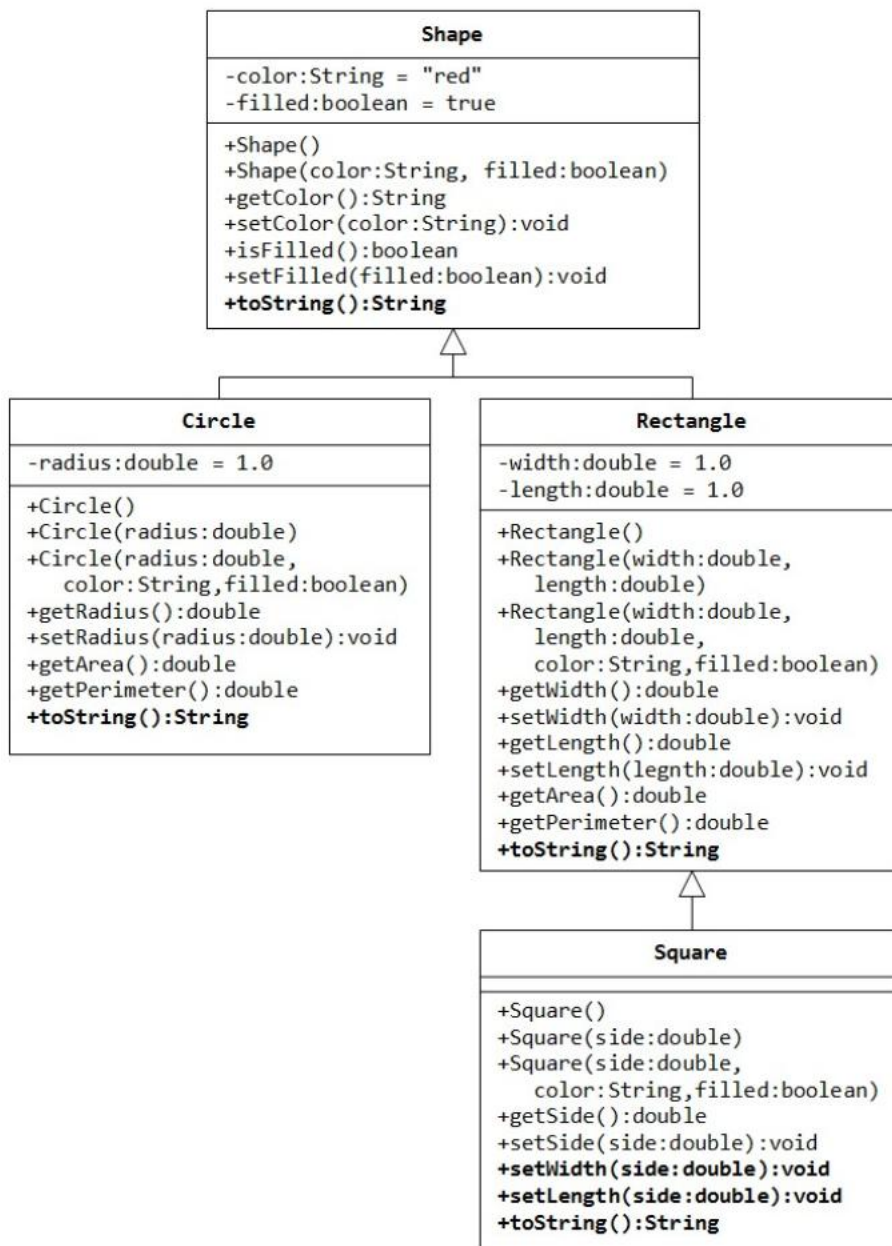 Shape
-color:String = "red"
-filled:boolean = true
+Shape()
+Shape(color:String, filled:boolean)
+getColor():String
+setColor(color:String):void
+isFilled():boolean
+setFilled(filled:boolean):void
+toString():String
Circle
-radius:double = 1.0
+Circle()
+Circle(radius:double)
+Circle(radius:double,
color:String,filled:boolean)
+getRadius():double
+setRadius(radius:double):void
+getArea():double
+getPerimeter():double
+toString():String
Rectangle
-width:double = 1.0
-length:double = 1.0
+Rectangle()
+Rectangle(width:double,
length:double)
+Rectangle(width:double,
length:double,
color:String,filled:boolean)
+getWidth():double
+setWidth(width:double):void
+getLength():double
+setLength(legnth:double):void
+getArea():double
+getPerimeter():double
+toString():String
Square
+Square()
+Square(side:double)
+Square(side:double,
color:String,filled:boolean)
+getSide():double
+setSide(side:double):void
+setWidth(side:double):void
+setLength(side:double):void
+toString():String